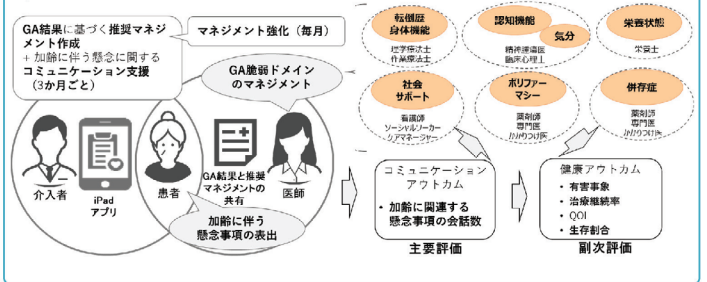 GA結果に基づく推奨マネジ
メント作成
+ 加齢に伴う懸念に関する
コミュニケーション支援
(3か月ごと)
マネジメント強化(毎月)
GA脆弱ドメイン
のマネジメント
介入者
iPad
アプリ
患者
GA結果と推奨
マネジメントの
共有
医師
加齢に伴う
懸念事項の表出
転倒歴
身体機能
理学療法士
作業療法士
認知機能
気分
精神腫瘍医
臨床心理士
栄養状態
栄養士
社会
サポート
看護師
ソーシャルワーカー
ケアマネージャー
ポリファー
マシー
薬剤師
専門医
かかりつけ医
併存症
薬剤師
専門医
かかりつけ医
コミュニケーション
アウトカム
• 加齢に関連する
懸念事項の会話数
主要評価
健康アウトカム
• 有害事象
• 治療継続率
• QOL
• 生存割合
副次評価